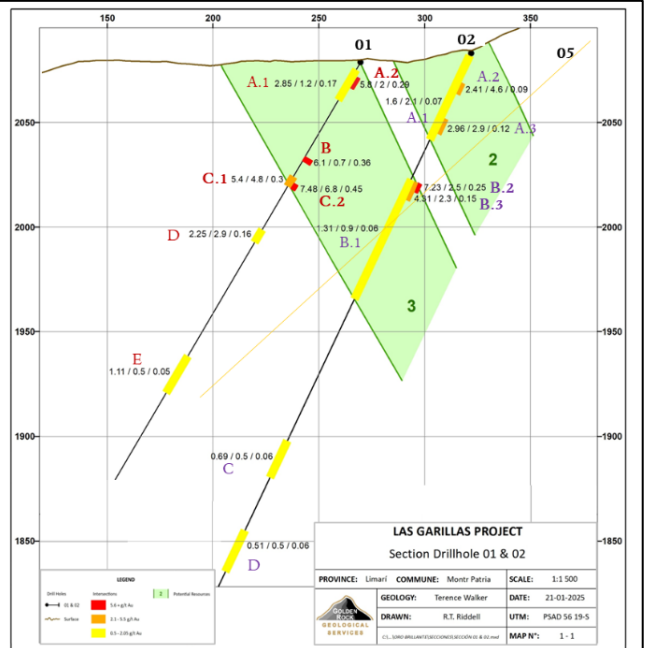 150 200 250 300 350
01 02 05
A.1 2.85 / 1.2 / 0.17
A.2
5.8 / 2 / 0.29
A.2
2.41 / 4.6 / 0.09
1.6 / 2.1 / 0.07
A.1
2.96 / 2.9 / 0.12 A.3
2050 2050
B
6.1 / 0.7 / 0.36
2
C.1 5.4 / 4.8 / 0.3
7.48 / 6.8 / 0.45
C.2
7.23 / 2.5 / 0.25 B.2
4.31 / 2.3 / 0.15 B.3
2000 2000
D 2.25 / 2.9 / 0.16
1.31 / 0.9 / 0.06
B.1
3
1950 1950
E
1.11 / 0.5 / 0.05
1900 1900
0.69 / 0.5 / 0.06
C
1850 1850
0.51 / 0.5 / 0.06
D
LEGEND
Drill Holes
01 & 02
Surface
Intersections
2 Potential Resources
LAS GARILLAS PROJECT
Section Drillhole 01 & 02
PROVINCE: Limarí COMMUNE: Montr Patria SCALE: 1:1 500
GOLDEN ROCK
GEOLOGICAL
SERVICES
GEOLOGY: Terence Walker DATE: 21-01-2025
DRAWN: R.T. Riddell UTM: PSAD 56 19-S
MAP N°: 1 - 1